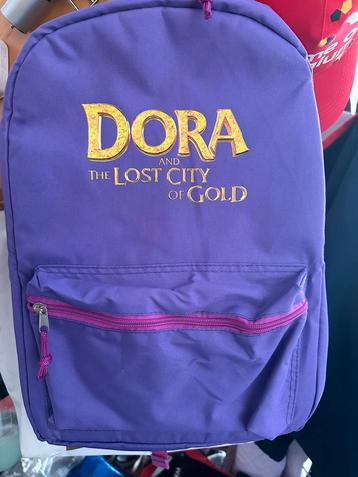 DORA
AND
THE LOST CITY
OF GOLD